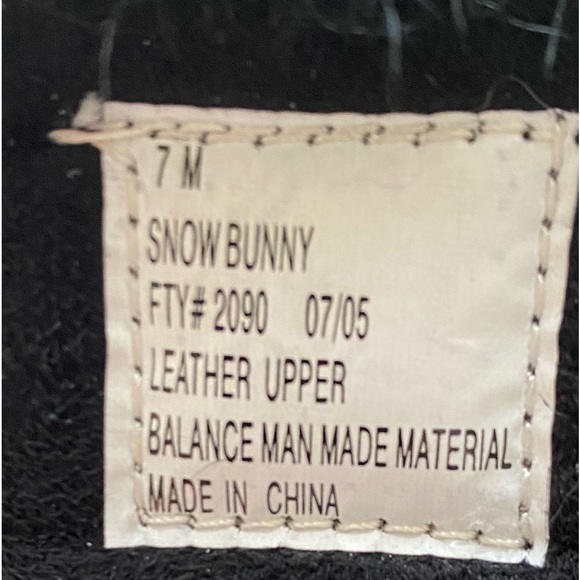 7 M
SNOW BUNNY
FTY# 2090 07/05
LEATHER UPPER
BALANCE MAN MADE MATERIAL
MADE IN CHINA